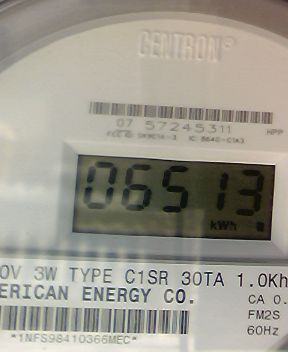 CENTRON®
07 57245311
HPP
06513
kWh
0V 3W TYPE C1SR 30TA 1.0Kh
ERICAN ENERGY CO.
CA 0.
FM2S
60Hz
*1NFS98410366MEC*